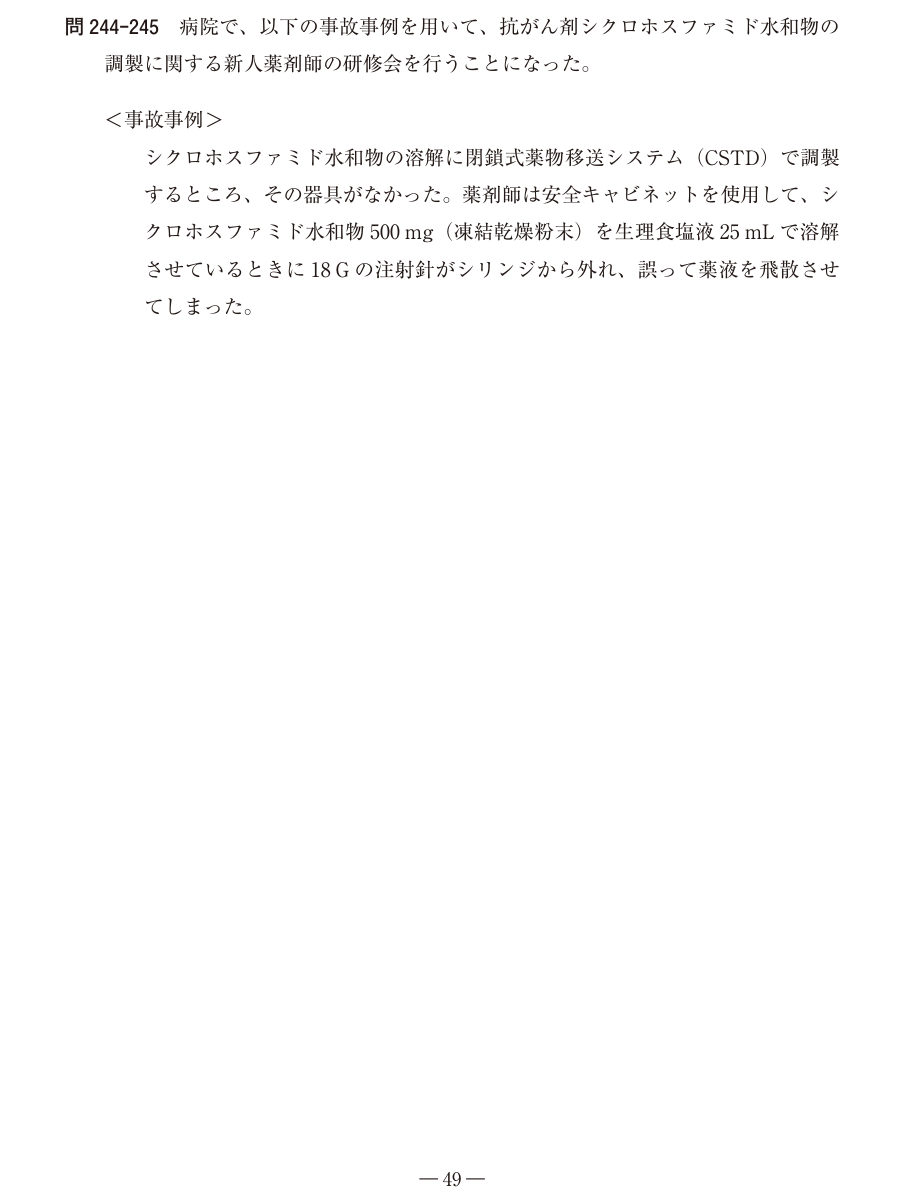 問 244-245　病院で、以下の事故事例を用いて、抗がん剤シクロホスファミド水和物の
調製に関する新人薬剤師の研修会を行うことになった。
＜事故事例＞
シクロホスファミド水和物の溶解に閉鎖式薬物移送システム（CSTD）で調製
するところ、その器具がなかった。薬剤師は安全キャビネットを使用して、シ
クロホスファミド水和物 500 mg（凍結乾燥粉末）を生理食塩液 25 mL で溶解
させているときに 18 G の注射針がシリンジから外れ、誤って薬液を飛散させ
てしまった。
— 49 —